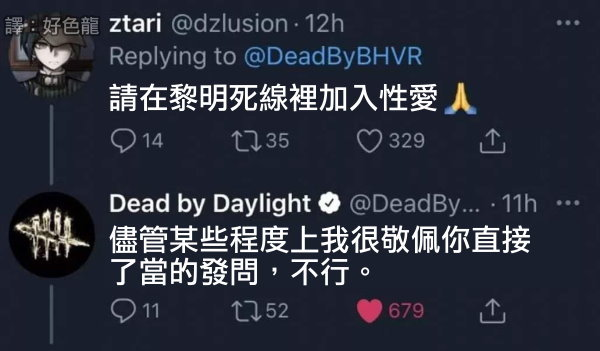 譯：好色龍
ztari @dzlusion · 12h
Replying to @DeadByBHVR
請在黎明死線裡加入性愛🙏
14 35 329
Dead by Daylight @DeadBy... · 11h
儘管某些程度上我很敬佩你直接
了當的發問，不行。
11 52 679